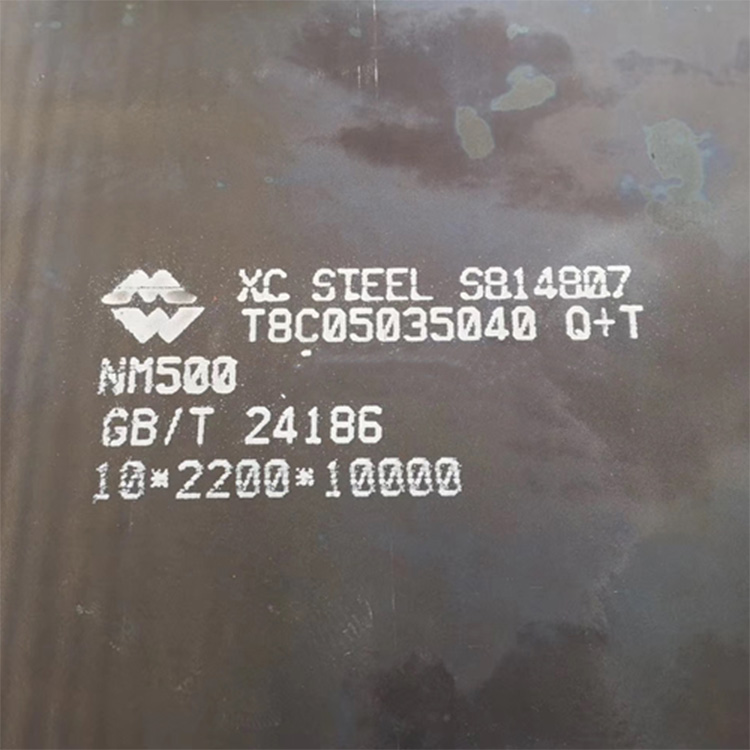 XC STEEL S814807
T8C05035040 Q+T
NM500
GB/T 24186
10*2200*10000